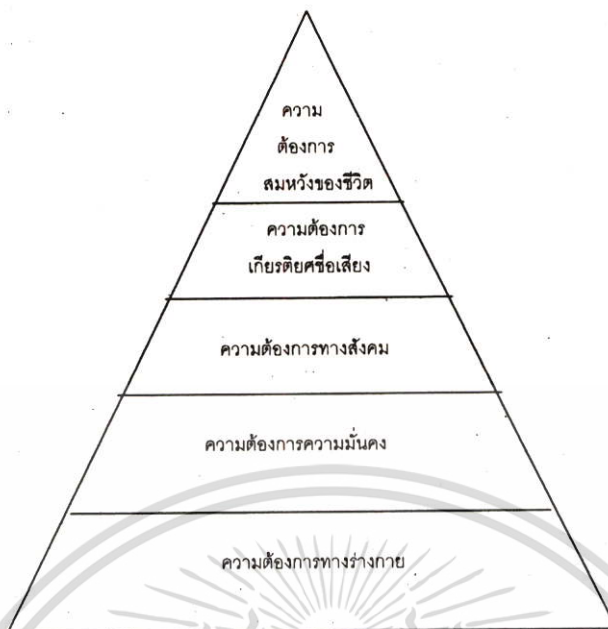 ความ
ต้องการ
สมหวังของชีวิต
ความต้องการ
เกียรติยศชื่อเสียง
ความต้องการทางสังคม
ความต้องการความมั่นคง
ความต้องการทางร่างกาย